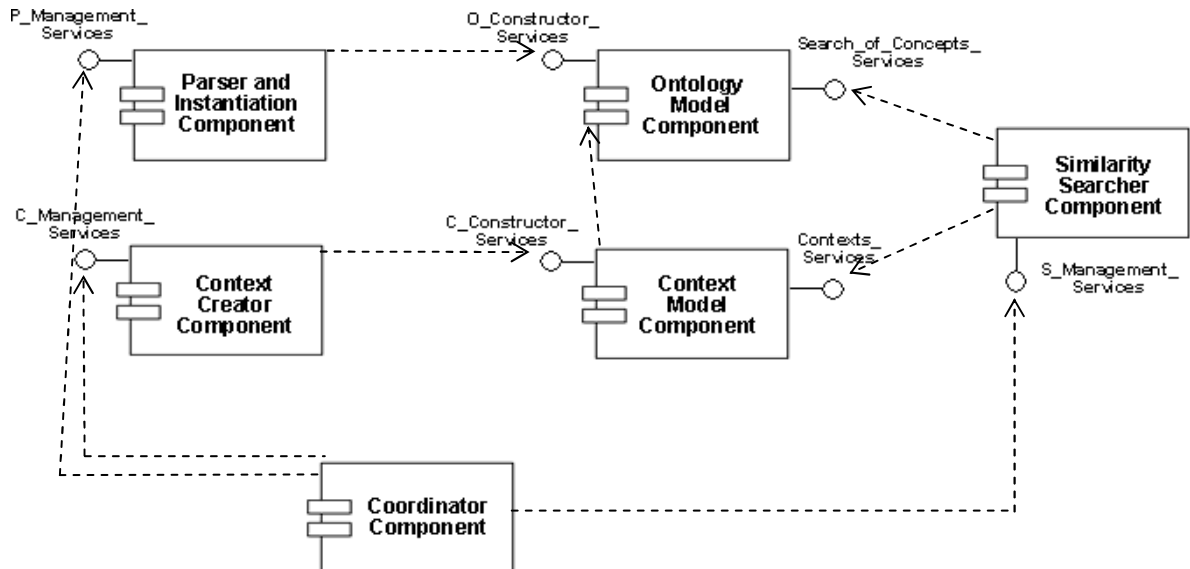 P_Management_
Services
O_Constructor_
Services
Search_of_Concepts_
Services
Parser and
Instantiation
Component
Ontology
Model
Component
Similarity
Searcher
Component
C_Management_
Services
C_Constructor_
Services
Contexts_
Services
S_Management_
Services
Context
Creator
Component
Context
Model
Component
Coordinator
Component